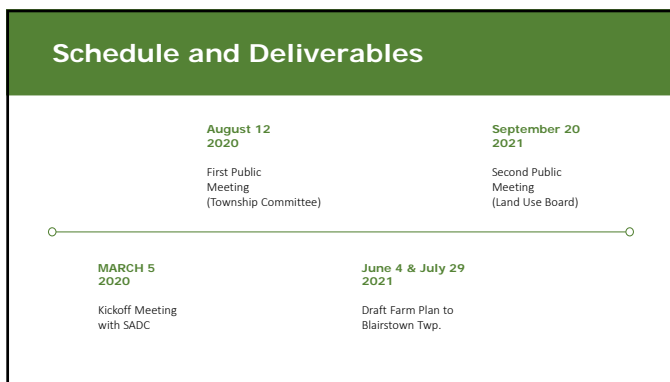 Schedule and Deliverables
August 12
2020
First Public
Meeting
(Township Committee)
September 20
2021
Second Public
Meeting
(Land Use Board)
MARCH 5
2020
Kickoff Meeting
with SADC
June 4 & July 29
2021
Draft Farm Plan to
Blairstown Twp.